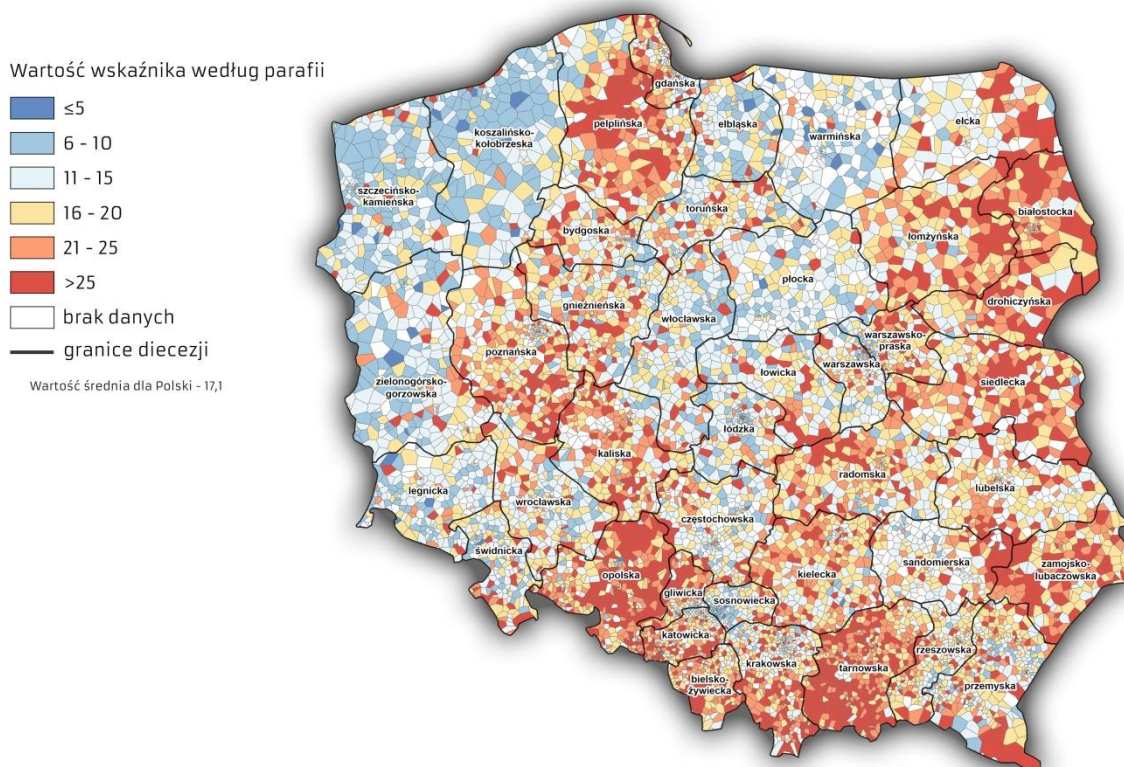 Wartość wskaźnika według parafii
≤5
6 - 10
11 - 15
16 - 20
21 - 25
>25
brak danych
granice diecezji
Wartość średnia dla Polski - 17,1
gdańska
koszalińsko-
kołobrzeska
pelplińska
elbląska
warmińska
ełcka
szczecińsko-
kamieńska
toruńska
bydgoska
łomżyńska
białostocka
płocka
gnieźnieńska
włocławska
drohiczyńska
warszawsko-
praska
poznańska
warszawska
łowicka
siedlecka
zielonogórsko-
gorzowska
łódzka
kaliska
radomska
lubelska
legnicka
wrocławska
częstochowska
świdnicka
opolska
kielecka
sandomierska
zamojsko-
lubaczowska
gliwicka
sosnowiecka
katowicka
krakowska
tarnowska
rzeszowska
bielsko-
żywiecka
przemyska